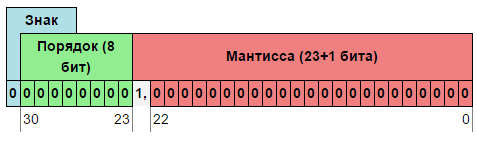 Знак
Порядок (8
бит)
Мантисса (23+1 бита)
0 0 0 0 0 0 0 0 0 1, 0 0 0 0 0 0 0 0 0 0 0 0 0 0 0 0 0 0 0 0 0 0 0
30 23 22 0